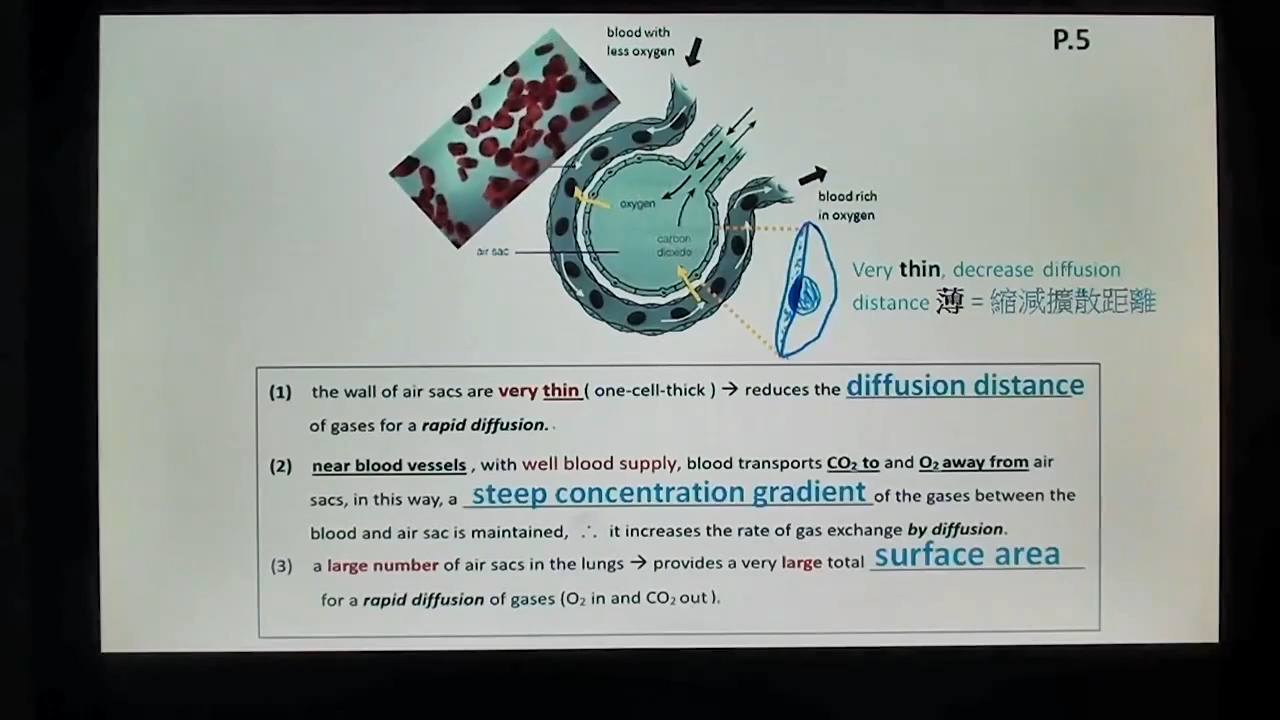 P.5
blood with
less oxygen
blood rich
in oxygen
oxygen
carbon
dioxide
air sac
Very thin, decrease diffusion
distance 薄 = 縮減擴散距離
(1) the wall of air sacs are very thin ( one-cell-thick ) → reduces the diffusion distance
of gases for a rapid diffusion.
(2) near blood vessels , with well blood supply, blood transports CO₂ to and O₂ away from air
sacs, in this way, a steep concentration gradient of the gases between the
blood and air sac is maintained, ∴ it increases the rate of gas exchange by diffusion.
(3) a large number of air sacs in the lungs → provides a very large total surface area
for a rapid diffusion of gases (O₂ in and CO₂ out ).